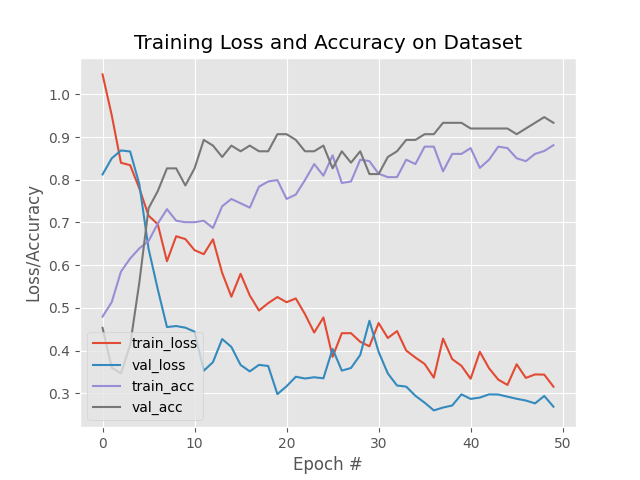 Training Loss and Accuracy on Dataset
1.0
0.9
0.8
0.7
0.6
0.5
0.4
0.3
Loss/Accuracy
train_loss
val_loss
train_acc
val_acc
0 10 20 30 40 50
Epoch #